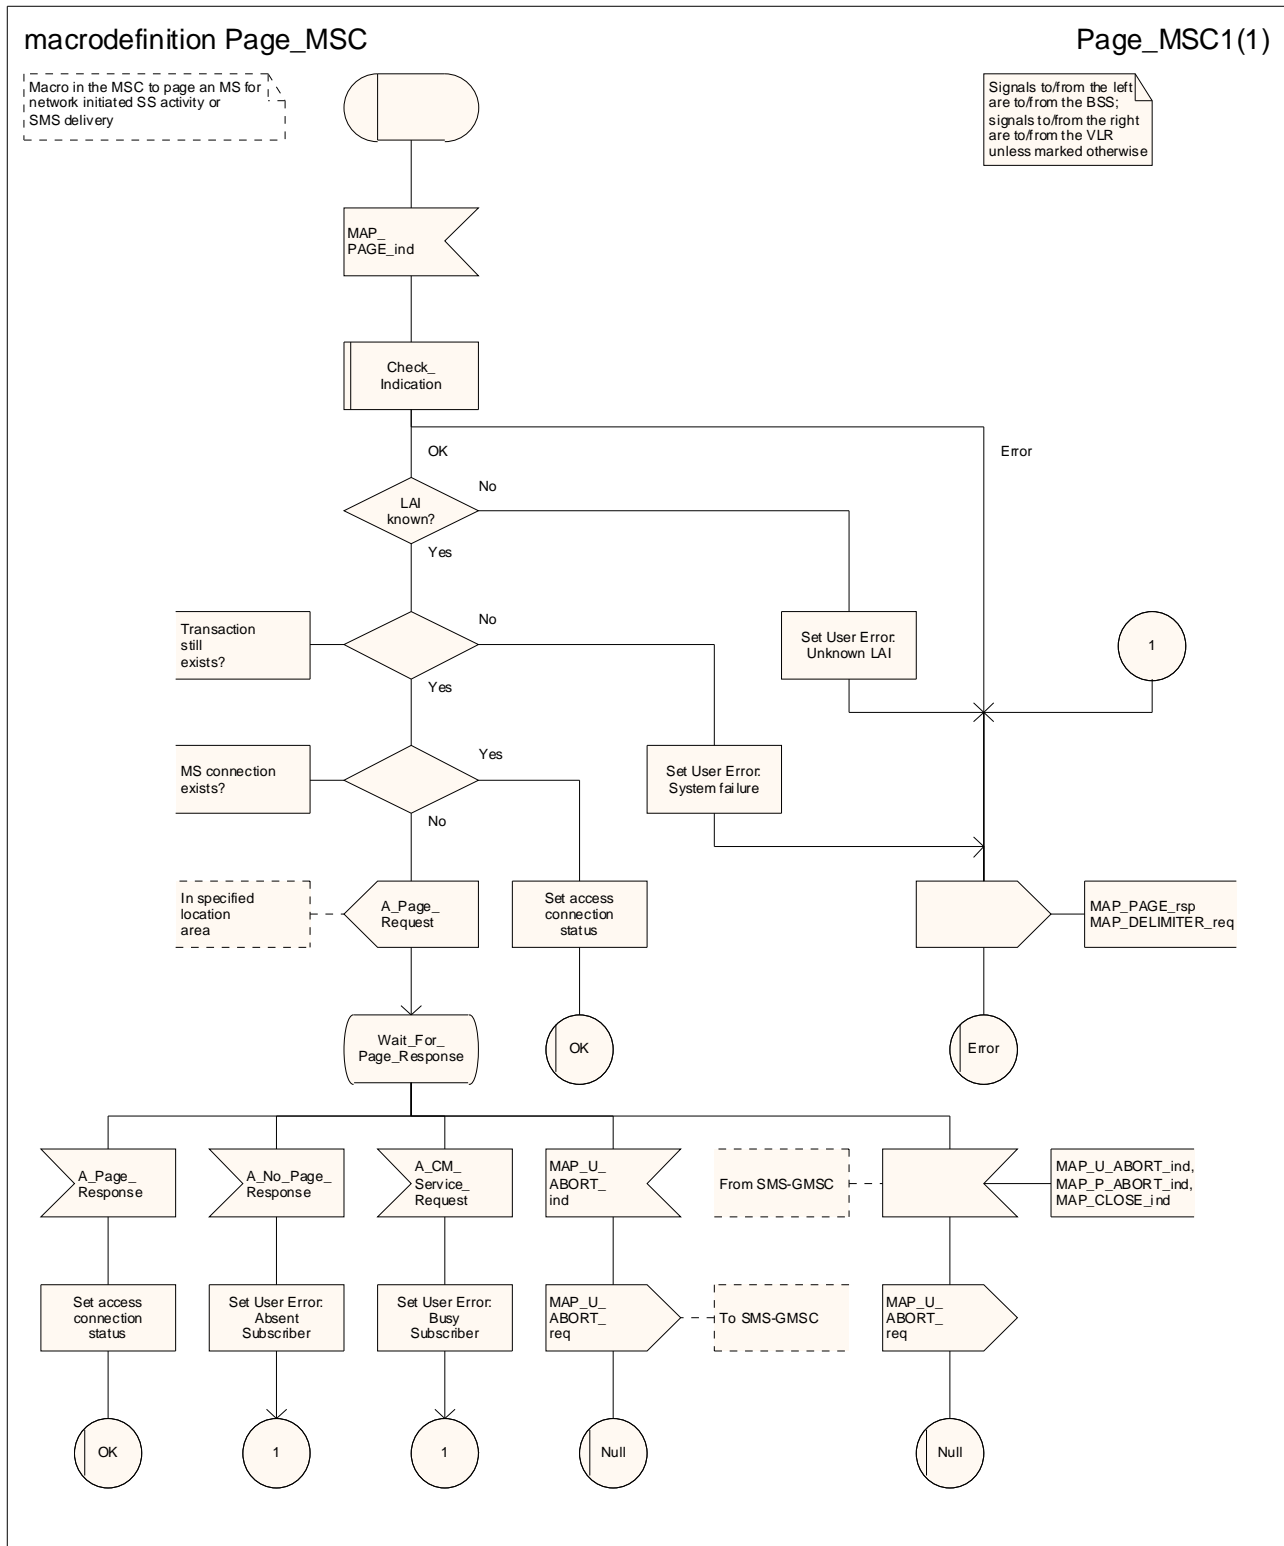 macrodefinition Page_MSC
Page_MSC1(1)
Macro in the MSC to page an MS for
network initiated SS activity or
SMS delivery
Signals to/from the left
are to/from the BSS;
signals to/from the right
are to/from the VLR
unless marked otherwise
MAP_
PAGE_ind
Check_
Indication
OK
Error
No
LAI
known?
Yes
No
Transaction
still
exists?
Set User Error:
Unknown LAI
1
Yes
Yes
MS connection
exists?
Set User Error:
System failure
No
In specified
location
area
A_Page_
Request
Set access
connection
status
MAP_PAGE_rsp
MAP_DELIMITER_req
Wait_For_
Page_Response
OK
Error
A_Page_
Response
A_No_Page_
Response
A_CM_
Service_
Request
MAP_U_
ABORT_
ind
From SMS-GMSC
MAP_U_ABORT_ind,
MAP_P_ABORT_ind,
MAP_CLOSE_ind
Set access
connection
status
Set User Error:
Absent
Subscriber
Set User Error:
Busy
Subscriber
MAP_U_
ABORT_
req
To SMS-GMSC
MAP_U_
ABORT_
req
OK
1
1
Null
Null